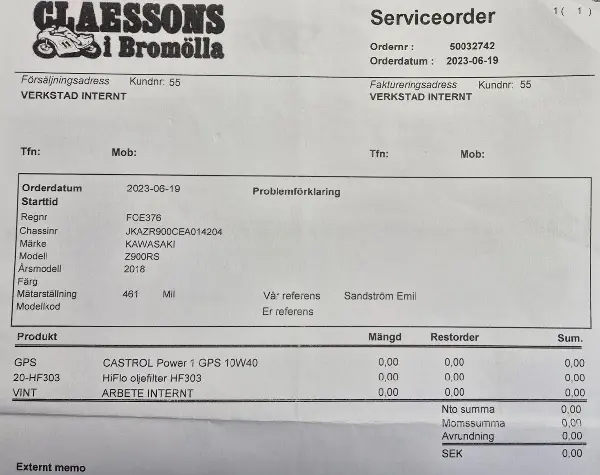 CLAESSONS
i Bromölla
Serviceorder
1 ( 1 )
Ordernr : 50032742
Orderdatum : 2023-06-19
Försäljningsadress Kundnr: 55
VERKSTAD INTERNT
Faktureringsadress Kundnr: 55
VERKSTAD INTERNT
Tfn: Mob:
Tfn: Mob:
Orderdatum 2023-06-19 Problemförklaring
Starttid
Regnr FCE376
Chassinr JKAZR900CEA014204
Märke KAWASAKI
Modell Z900RS
Årsmodell 2018
Färg
Mätarställning 461 Mil Vår referens Sandström Emil
Modelkod Er referens
Produkt Mängd Restorder Sum.
GPS CASTROL Power 1 GPS 10W40 0,00 0,00 0,00
20-HF303 HiFlo oljefilter HF303 0,00 0,00 0,00
VINT ARBETE INTERNT 0,00 0,00 0,00
Nto summa 0,00
Momssumma 0,00
Avrundning 0,00
SEK 0,00
Externt memo